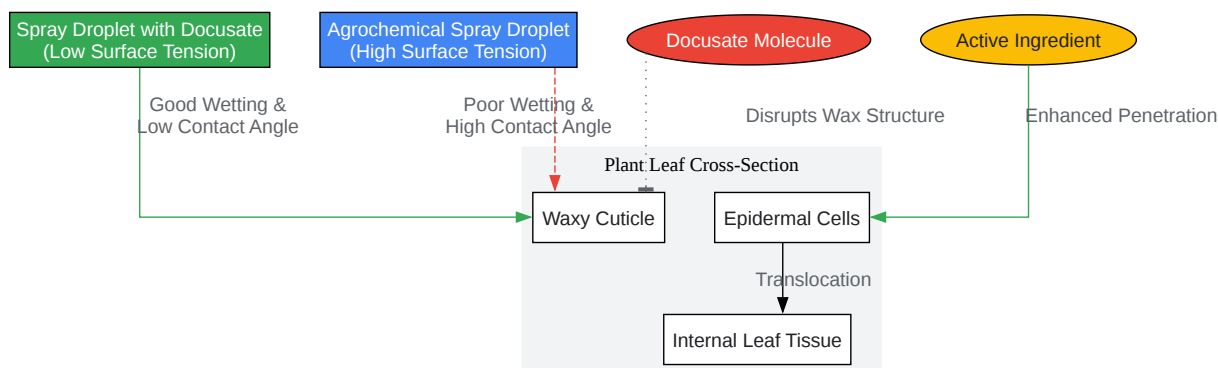 Spray Droplet with Docusate
(Low Surface Tension)
Agrochemical Spray Droplet
(High Surface Tension)
Docusate Molecule
Active Ingredient
Good Wetting &
Low Contact Angle
Poor Wetting &
High Contact Angle
Disrupts Wax Structure
Enhanced Penetration
Plant Leaf Cross-Section
Waxy Cuticle
Epidermal Cells
Translocation
Internal Leaf Tissue